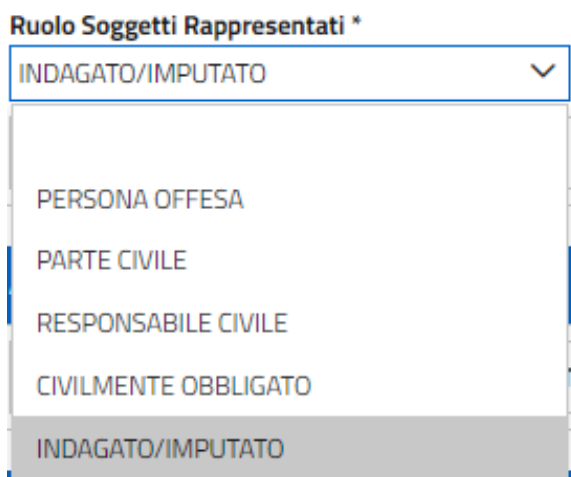 Ruolo Soggetti Rappresentati *
INDAGATO/IMPUTATO
PERSONA OFFESA
PARTE CIVILE
RESPONSABILE CIVILE
CIVILMENTE OBBLIGATO
INDAGATO/IMPUTATO